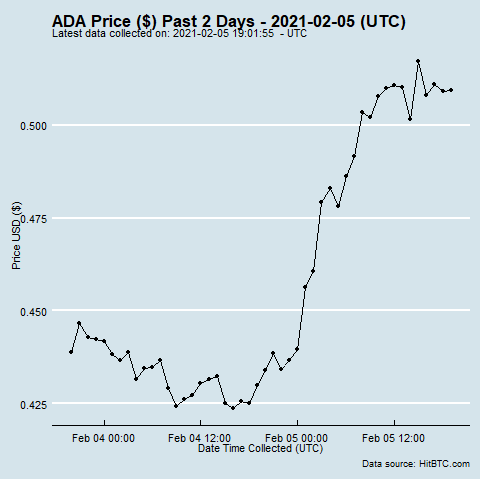 ADA Price ($) Past 2 Days - 2021-02-05 (UTC)
Latest data collected on: 2021-02-05 19:01:55  - UTC
Price USD ($)
0.500
0.475
0.450
0.425
Feb 04 00:00 Feb 04 12:00 Feb 05 00:00 Feb 05 12:00
Date Time Collected (UTC)
Data source: HitBTC.com